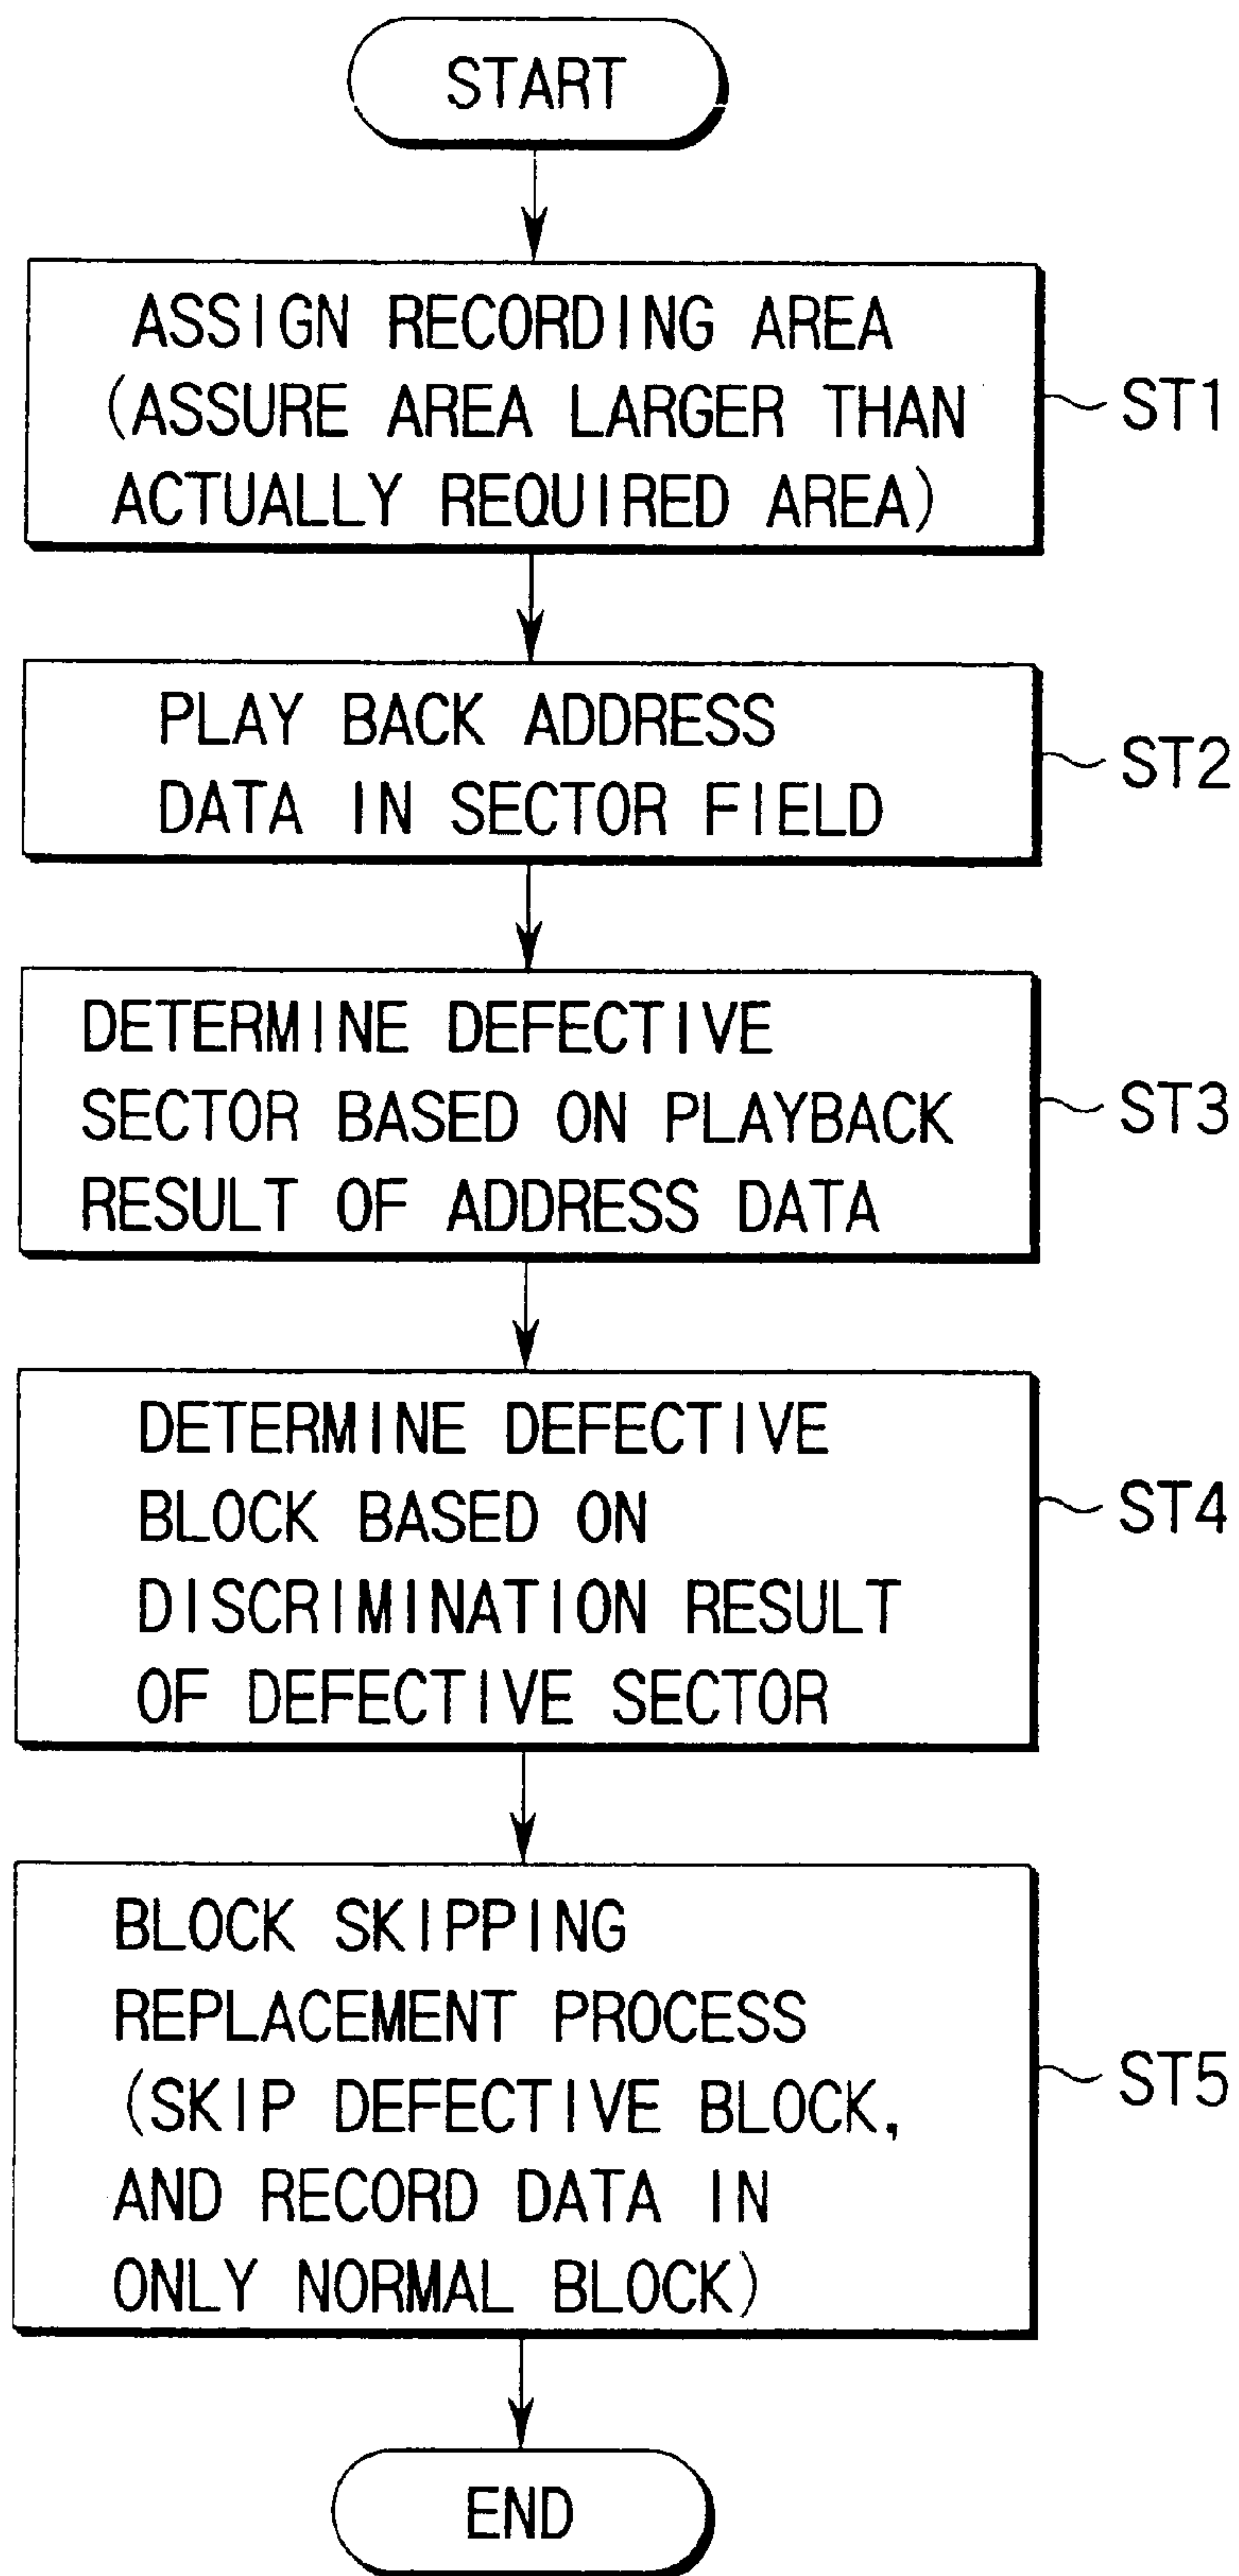 START
ASSIGN RECORDING AREA
(ASSURE AREA LARGER THAN
ACTUALLY REQUIRED AREA)
ST1
PLAY BACK ADDRESS
DATA IN SECTOR FIELD
ST2
DETERMINE DEFECTIVE
SECTOR BASED ON PLAYBACK
RESULT OF ADDRESS DATA
ST3
DETERMINE DEFECTIVE
BLOCK BASED ON
DISCRIMINATION RESULT
OF DEFECTIVE SECTOR
ST4
BLOCK SKIPPING
REPLACEMENT PROCESS
(SKIP DEFECTIVE BLOCK,
AND RECORD DATA IN
ONLY NORMAL BLOCK)
ST5
END